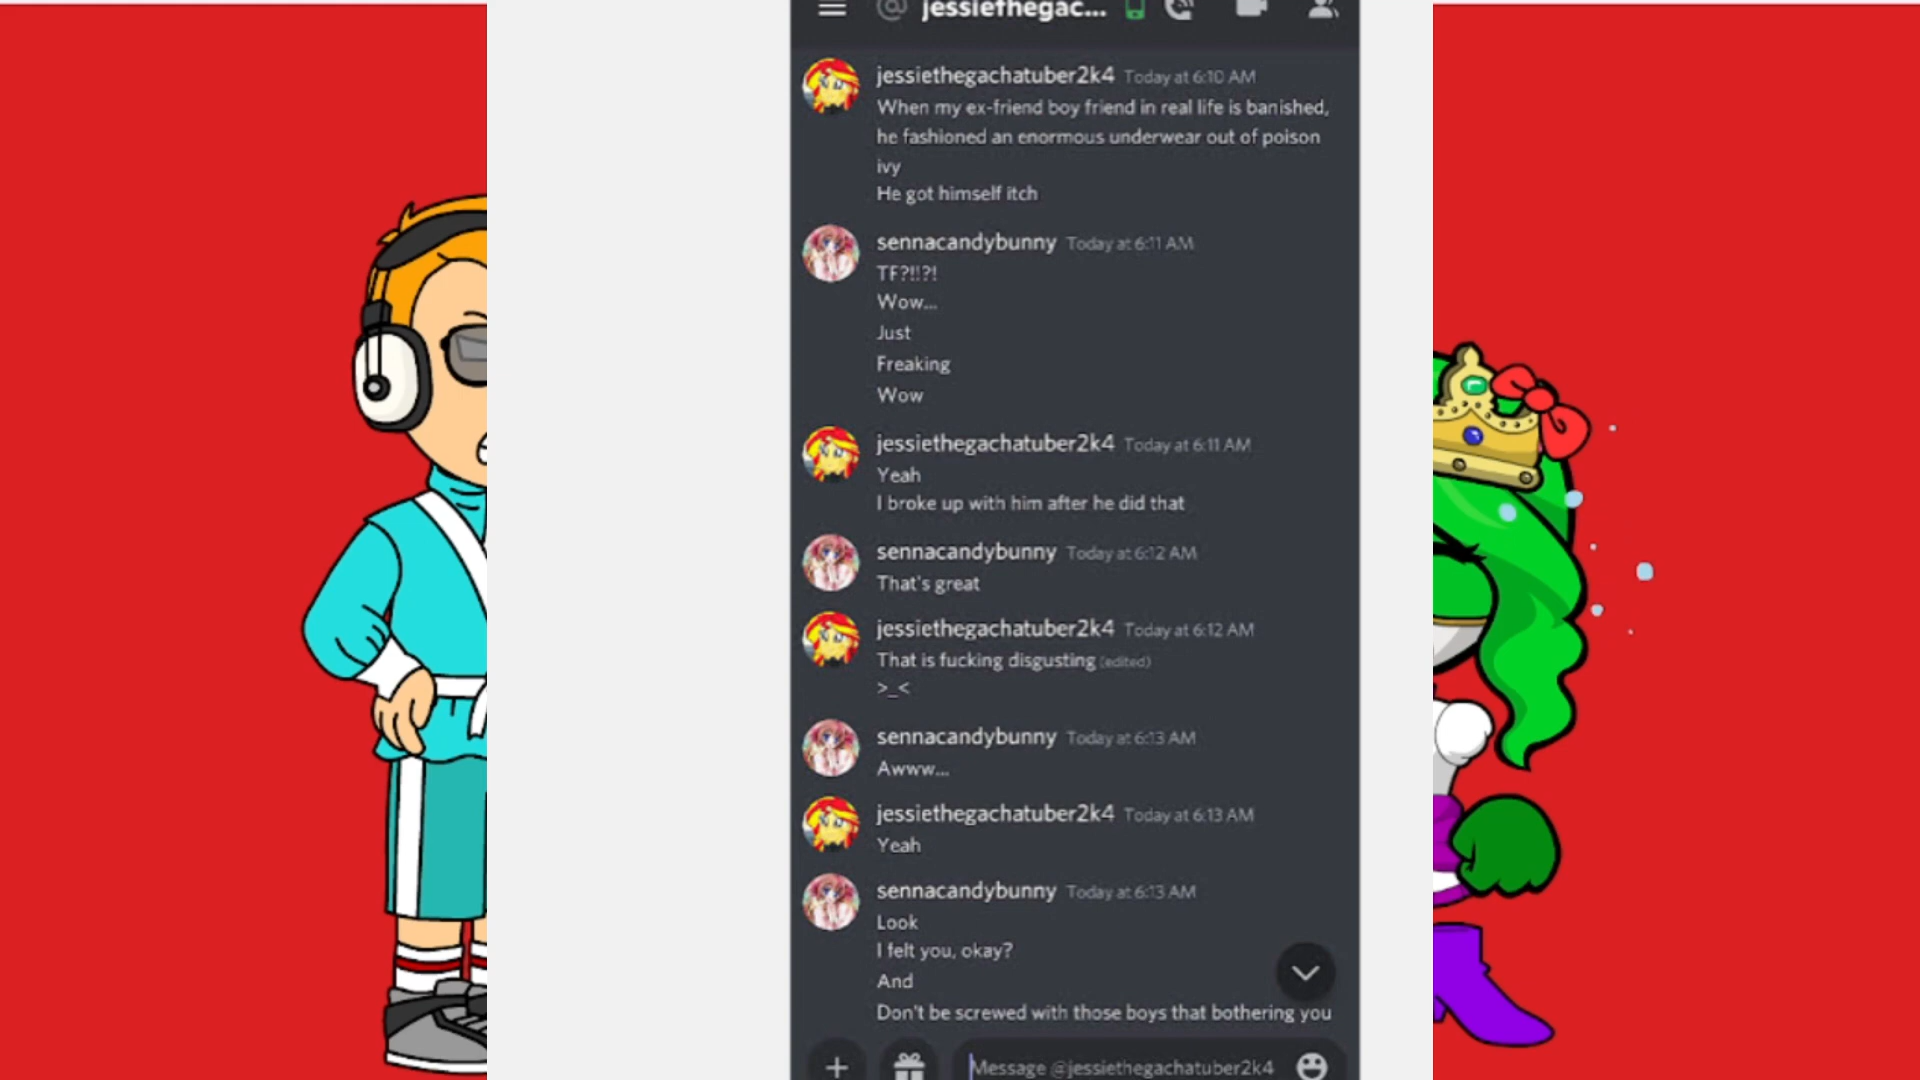 @ jessiethegac...
jessiethegachatuber2k4 Today at 6:10 AM
When my ex-friend boy friend in real life is banished,
he fashioned an enormous underwear out of poison
ivy
He got himself itch
sennacandybunny Today at 6:11 AM
TF?!!?!
Wow...
Just
Freaking
Wow
jessiethegachatuber2k4 Today at 6:11 AM
Yeah
I broke up with him after he did that
sennacandybunny Today at 6:12 AM
That's great
jessiethegachatuber2k4 Today at 6:12 AM
That is fucking disgusting (edited)
>_<
sennacandybunny Today at 6:13 AM
Awww...
jessiethegachatuber2k4 Today at 6:13 AM
Yeah
sennacandybunny Today at 6:13 AM
Look
I felt you, okay?
And
Don't be screwed with those boys that bothering you
Message @jessiethegachatuber2k4